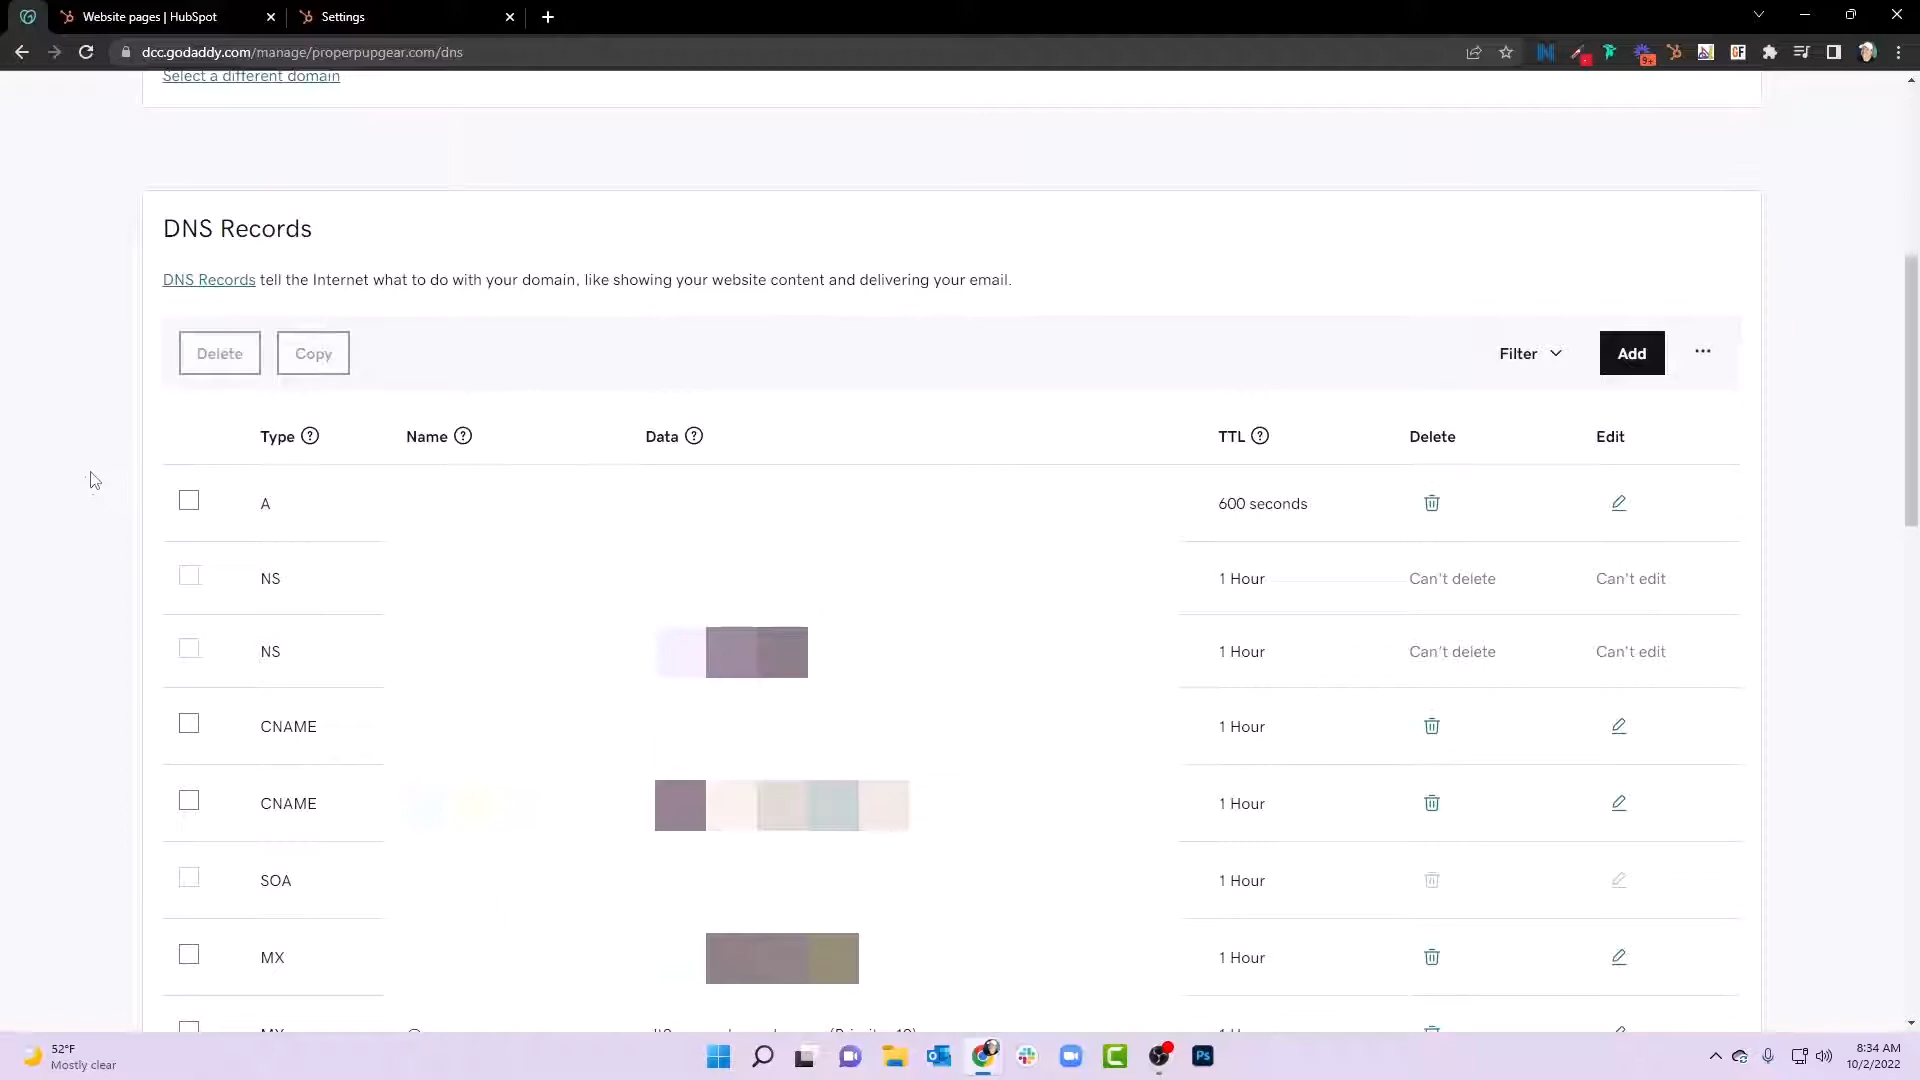 Website pages | HubSpot
Settings
dcc.godaddy.com/manage/properpupgear.com/dns
Select a different domain
DNS Records
DNS Records tell the Internet what to do with your domain, like showing your website content and delivering your email.
Delete Copy Filter Add
Type Name Data TTL Delete Edit
A 600 seconds
NS 1 Hour Can't delete Can't edit
NS 1 Hour Can't delete Can't edit
CNAME 1 Hour
CNAME 1 Hour
SOA 1 Hour
MX 1 Hour
52°F
Mostly clear
8:34 AM
10/2/2022